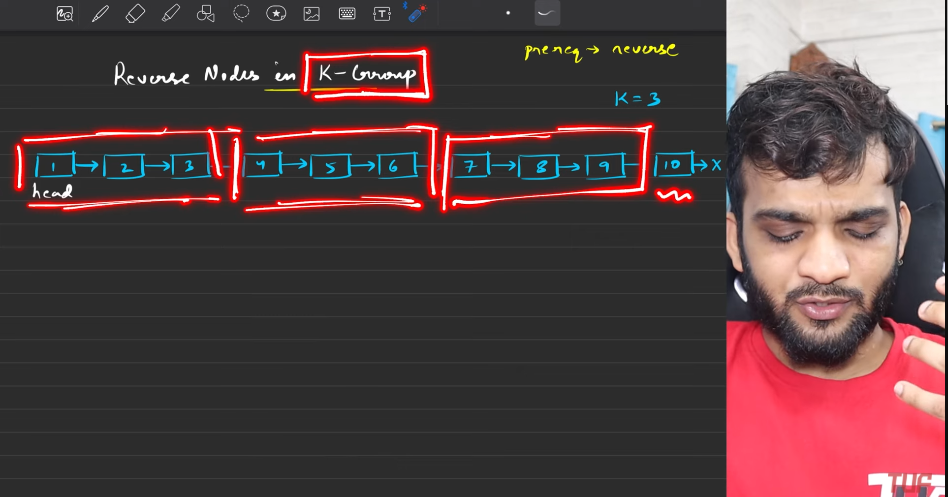 prereq → reverse
Reverse Nodes in K-Group
K = 3
1 → 2 → 3 → 4 → 5 → 6 → 7 → 8 → 9 → 10 → X
head